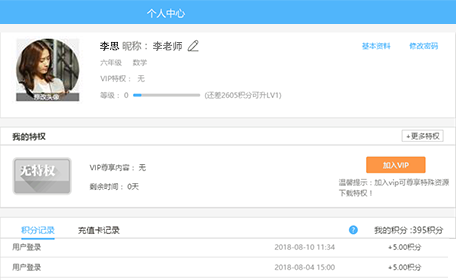 个人中心
李思 昵称： 李老师
基本资料 修改密码
六年级 数学
VIP特权： 无
等级： 0 (还差2605积分可升LV1)
修改头像
我的特权 +更多特权
无特权
VIP尊享内容： 无
剩余时间： 0天
加入VIP
温馨提示：加入vip可尊享特殊资源
下载特权！
积分记录 充值卡记录 ? 我的积分 :395积分
用户登录 2018-08-10 11:34 +5.00积分
用户登录 2018-08-04 15:00 +5.00积分